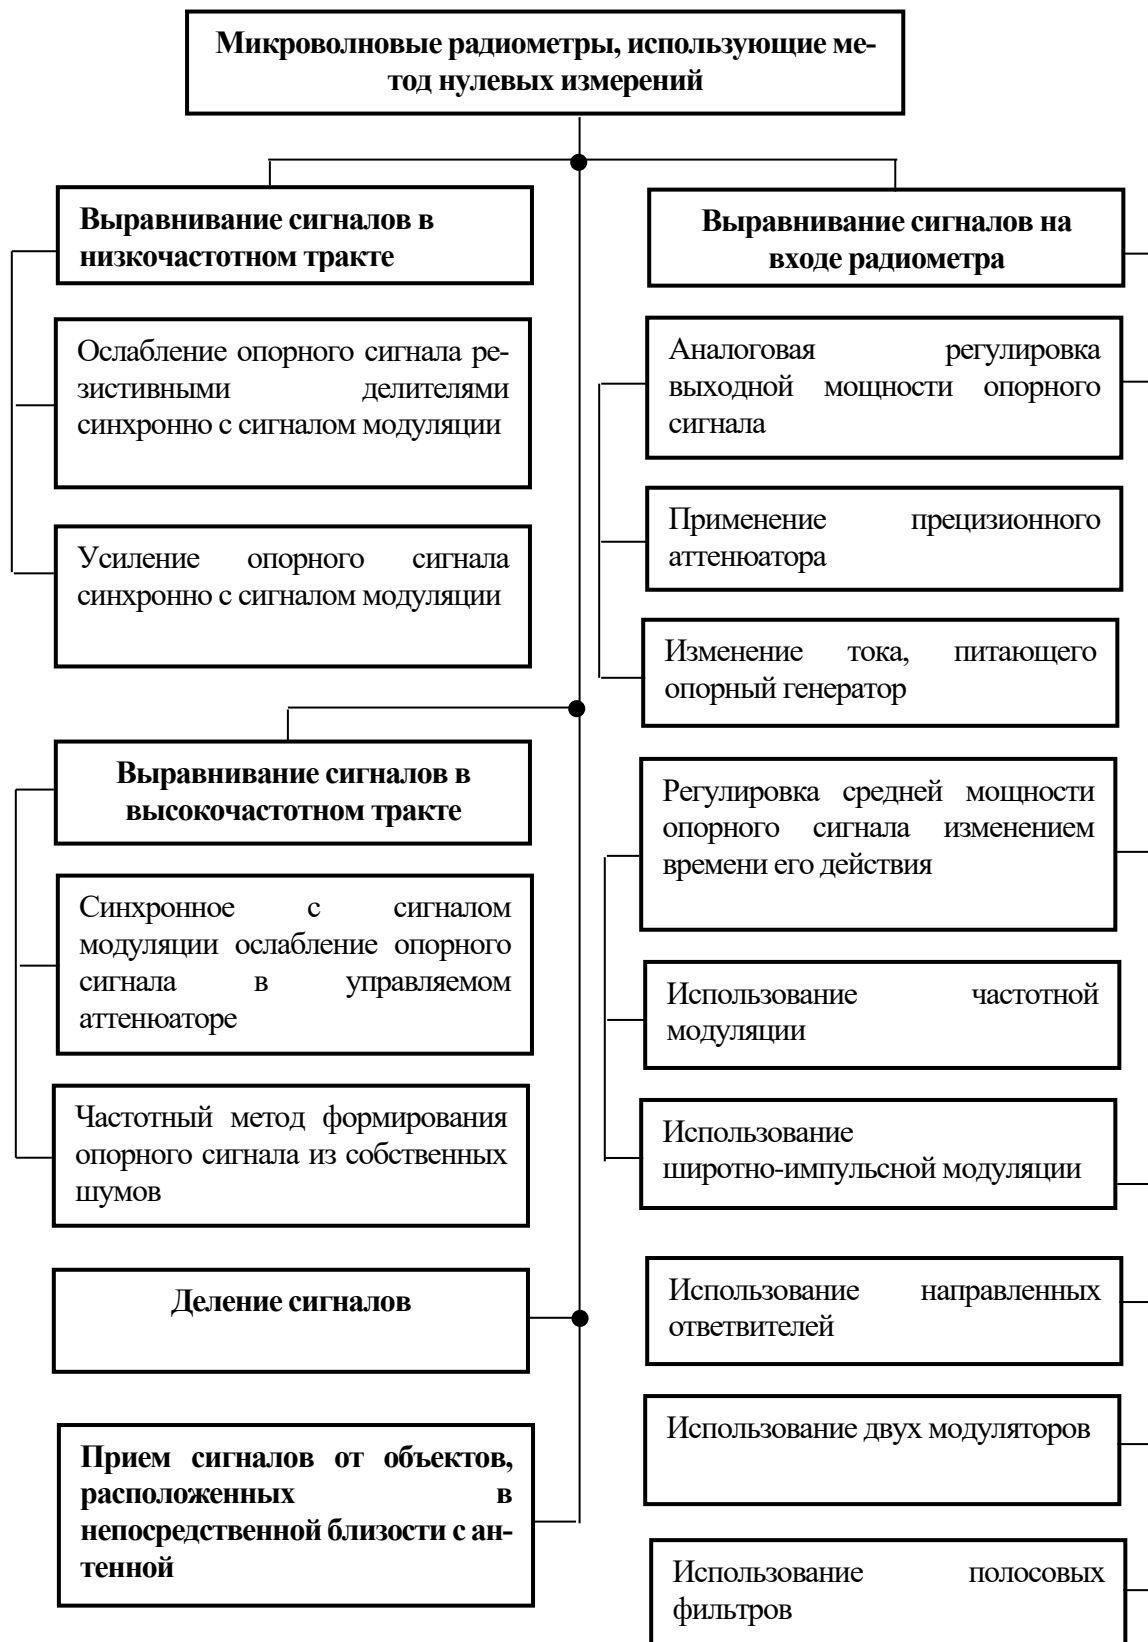 Микроволновые радиометры, использующие ме-
тод нулевых измерений
Выравнивание сигналов в
низкочастотном тракте
Ослабление опорного сигнала ре-
зистивными делителями
синхронно с сигналом модуляции
Усиление опорного сигнала
синхронно с сигналом модуляции
Выравнивание сигналов в
высокочастотном тракте
Синхронное с сигналом
модуляции ослабление опорного
сигнала в управляемом
аттенюаторе
Частотный метод формирования
опорного сигнала из собственных
шумов
Деление сигналов
Прием сигналов от объектов,
расположенных в
непосредственной близости с ан-
тенной
Выравнивание сигналов на
входе радиометра
Аналоговая регулировка
выходной мощности опорного
сигнала
Применение прецизионного
аттенюатора
Изменение тока, питающего
опорный генератор
Регулировка средней мощности
опорного сигнала изменением
времени его действия
Использование частотной
модуляции
Использование
широтно-импульсной модуляции
Использование направленных
ответвителей
Использование двух модуляторов
Использование полосовых
фильтров